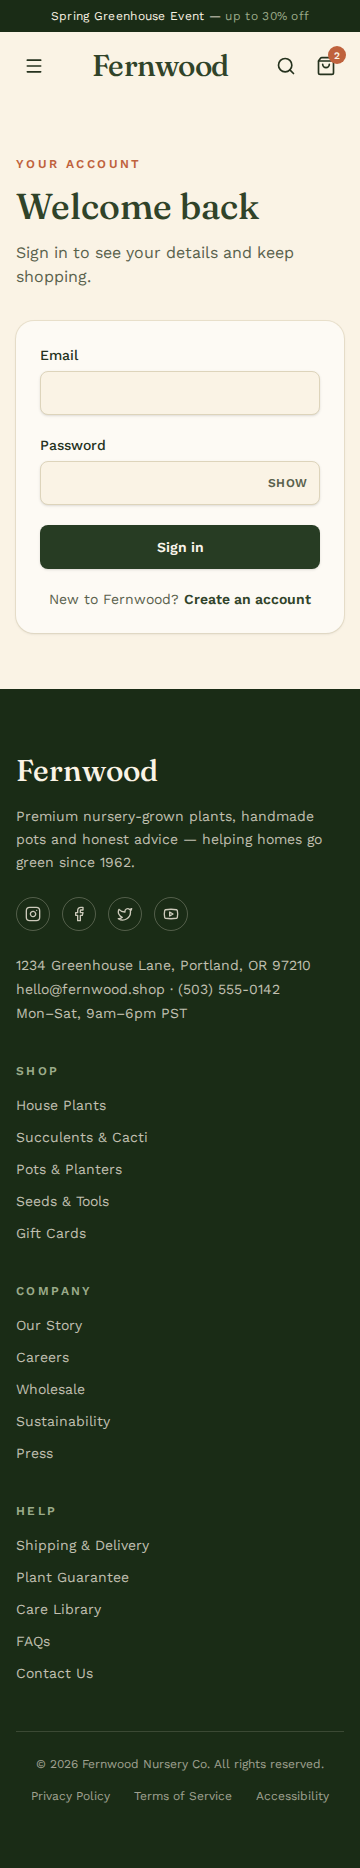 Spring Greenhouse Event — up to 30% off
Fernwood
2
YOUR ACCOUNT
Welcome back
Sign in to see your details and keep
shopping.
Email
Password
SHOW
Sign in
New to Fernwood? Create an account
Fernwood
Premium nursery-grown plants, handmade
pots and honest advice — helping homes go
green since 1962.
1234 Greenhouse Lane, Portland, OR 97210
hello@fernwood.shop · (503) 555-0142
Mon–Sat, 9am–6pm PST
SHOP
House Plants
Succulents & Cacti
Pots & Planters
Seeds & Tools
Gift Cards
COMPANY
Our Story
Careers
Wholesale
Sustainability
Press
HELP
Shipping & Delivery
Plant Guarantee
Care Library
FAQs
Contact Us
© 2026 Fernwood Nursery Co. All rights reserved.
Privacy Policy Terms of Service Accessibility